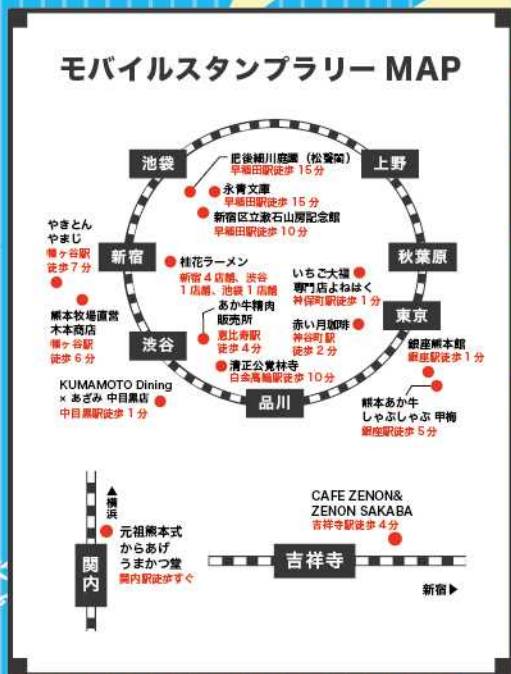 モバイルスタンプラリー MAP
池袋
上野
肥後細川庭園（松聲閣）
早稲田駅徒歩 15 分
永青文庫
早稲田駅徒歩 15 分
新宿区立漱石山房記念館
早稲田駅徒歩 10 分
やきとん
やまじ
幡ヶ谷駅
徒歩 7 分
新宿
桂花ラーメン
新宿 4 店舗、渋谷
1 店舗、池袋 1 店舗
いちご大福
専門店よねはく
神保町駅徒歩 1 分
秋葉原
熊本牧場直営
木本商店
幡ヶ谷駅
徒歩 6 分
渋谷
あか牛精肉
販売所
恵比寿駅
徒歩 4 分
赤い月珈琲
神谷町駅
徒歩 2 分
東京
銀座熊本館
銀座駅徒歩 1 分
清正公覚林寺
白金高輪駅徒歩 10 分
KUMAMOTO Dining
× あざみ 中目黒店
中目黒駅徒歩 1 分
品川
熊本あか牛
しゃぶしゃぶ 甲梅
銀座駅徒歩 5 分
▲横浜
元祖熊本式
からあげ
うまかつ堂
関内駅徒歩すぐ
関内
CAFE ZENON&
ZENON SAKABA
吉祥寺駅徒歩 4 分
吉祥寺
新宿▶